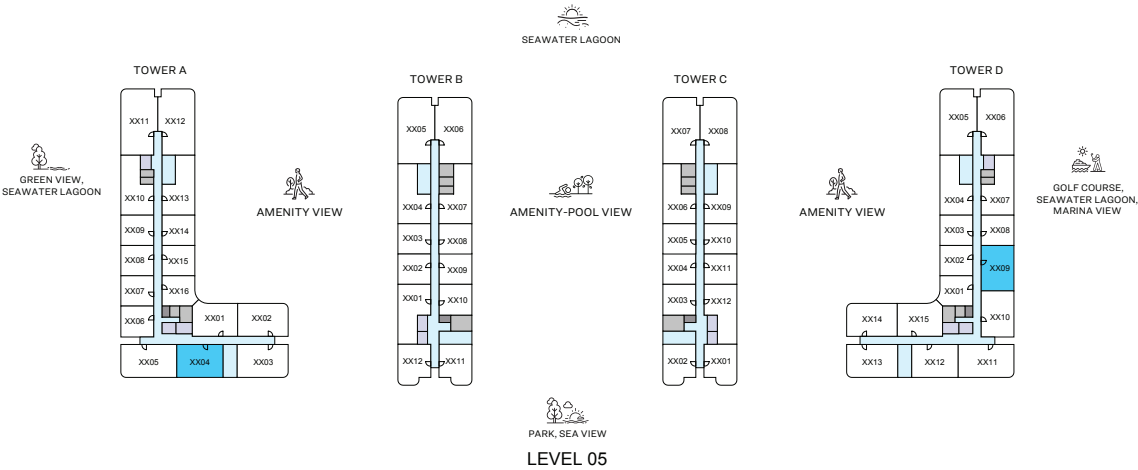 SEAWATER LAGOON
TOWER A
TOWER B
TOWER C
TOWER D
GREEN VIEW,
SEAWATER LAGOON
AMENITY VIEW
AMENITY-POOL VIEW
AMENITY VIEW
GOLF COURSE,
SEAWATER LAGOON,
MARINA VIEW
XX11 XX12
XX10 XX13
XX09 XX14
XX08 XX15
XX07 XX16
XX06 XX01 XX02
XX05 XX04 XX03
XX05 XX06
XX04 XX07
XX03 XX08
XX02 XX09
XX01 XX10
XX12 XX11
XX07 XX08
XX06 XX09
XX05 XX10
XX04 XX11
XX03 XX12
XX02 XX01
XX05 XX06
XX04 XX07
XX03 XX08
XX02 XX09
XX01
XX14 XX15 XX10
XX13 XX12 XX11
PARK, SEA VIEW
LEVEL 05